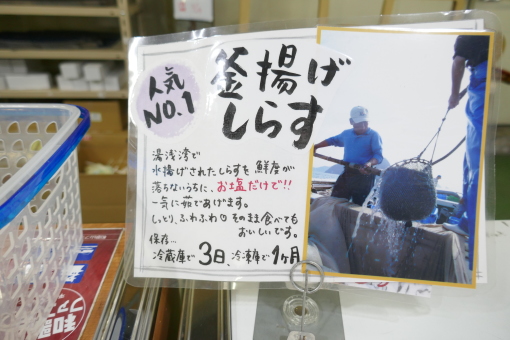 人気
NO.1
釜揚げ
しらす
湯浅湾で
水揚げされたしらすを鮮度が
落ちないうちに、お塩だけで!!
一気に茹であげます。
しっとり、ふわふわ♡そのまま食べても
おいしいです。
保存…
冷蔵庫で3日、冷凍庫で1ヶ月